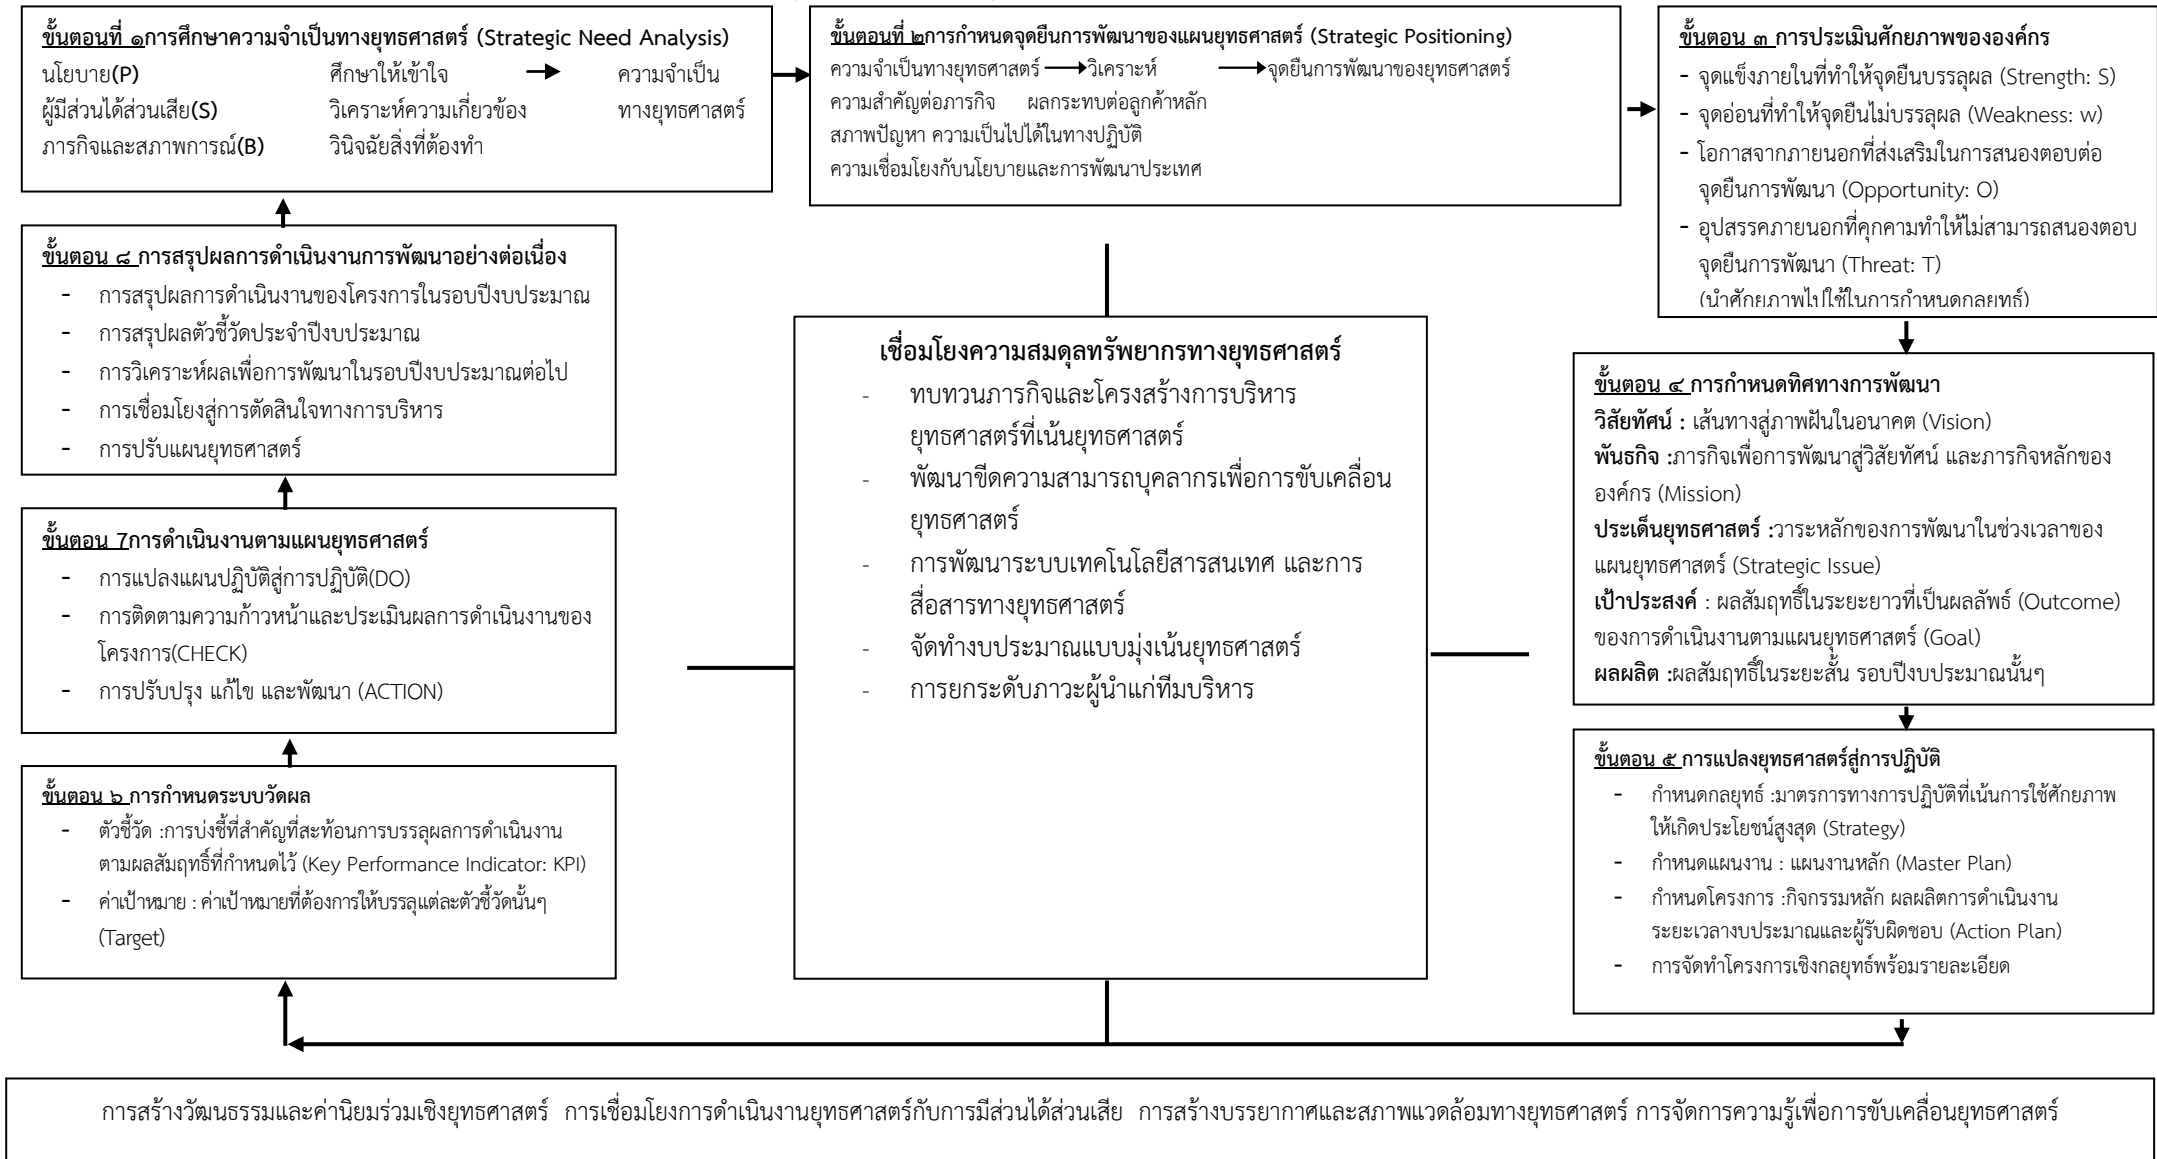 ขั้นตอนที่ ๑การศึกษาความจำเป็นทางยุทธศาสตร์ (Strategic Need Analysis)
นโยบาย(P) ศึกษาให้เข้าใจ ความจำเป็น
ผู้มีส่วนได้ส่วนเสีย(S) วิเคราะห์ความเกี่ยวข้อง ทางยุทธศาสตร์
ภารกิจและสภาพการณ์(B) วินิจฉัยสิ่งที่ต้องทำ
ขั้นตอนที่ ๒การกำหนดจุดยืนการพัฒนาของแผนยุทธศาสตร์ (Strategic Positioning)
ความจำเป็นทางยุทธศาสตร์ วิเคราะห์ จุดยืนการพัฒนาของยุทธศาสตร์
ความสำคัญต่อภารกิจ ผลกระทบต่อลูกค้าหลัก
สภาพปัญหา ความเป็นไปได้ในทางปฏิบัติ
ความเชื่อมโยงกับนโยบายและการพัฒนาประเทศ
ขั้นตอน ๓ การประเมินศักยภาพขององค์กร
- จุดแข็งภายในที่ทำให้จุดยืนบรรลุผล (Strength: S)
- จุดอ่อนที่ทำให้จุดยืนไม่บรรลุผล (Weakness: w)
- โอกาสจากภายนอกที่ส่งเสริมในการสนองตอบต่อ
จุดยืนการพัฒนา (Opportunity: O)
- อุปสรรคภายนอกที่คุกคามทำให้ไม่สามารถสนองตอบ
จุดยืนการพัฒนา (Threat: T)
(นำศักยภาพไปใช้ในการกำหนดกลยุทธ์)
ขั้นตอน ๔ การกำหนดทิศทางการพัฒนา
วิสัยทัศน์ : เส้นทางสู่ภาพฝันในอนาคต (Vision)
พันธกิจ :ภารกิจเพื่อการพัฒนาสู่วิสัยทัศน์ และภารกิจหลักของ
องค์กร (Mission)
ประเด็นยุทธศาสตร์ :วาระหลักของการพัฒนาในช่วงเวลาของ
แผนยุทธศาสตร์ (Strategic Issue)
เป้าประสงค์ : ผลสัมฤทธิ์ในระยะยาวที่เป็นผลลัพธ์ (Outcome)
ของการดำเนินงานตามแผนยุทธศาสตร์ (Goal)
ผลผลิต :ผลสัมฤทธิ์ในระยะสั้น รอบปีงบประมาณนั้นๆ
ขั้นตอน ๕ การแปลงยุทธศาสตร์สู่การปฏิบัติ
- กำหนดกลยุทธ์ :มาตรการทางการปฏิบัติที่เน้นการใช้ศักยภาพ
ให้เกิดประโยชน์สูงสุด (Strategy)
- กำหนดแผนงาน : แผนงานหลัก (Master Plan)
- กำหนดโครงการ :กิจกรรมหลัก ผลผลิตการดำเนินงาน
ระยะเวลางบประมาณและผู้รับผิดชอบ (Action Plan)
- การจัดทำโครงการเชิงกลยุทธ์พร้อมรายละเอียด
ขั้นตอน ๖ การกำหนดระบบวัดผล
- ตัวชี้วัด :การบ่งชี้ที่สำคัญที่สะท้อนการบรรลุผลการดำเนินงาน
ตามผลสัมฤทธิ์ที่กำหนดไว้ (Key Performance Indicator: KPI)
- ค่าเป้าหมาย : ค่าเป้าหมายที่ต้องการให้บรรลุแต่ละตัวชี้วัดนั้นๆ
(Target)
ขั้นตอน 7การดำเนินงานตามแผนยุทธศาสตร์
- การแปลงแผนปฏิบัติสู่การปฏิบัติ(DO)
- การติดตามความก้าวหน้าและประเมินผลการดำเนินงานของ
โครงการ(CHECK)
- การปรับปรุง แก้ไข และพัฒนา (ACTION)
ขั้นตอน ๘ การสรุปผลการดำเนินงานการพัฒนาอย่างต่อเนื่อง
- การสรุปผลการดำเนินงานของโครงการในรอบปีงบประมาณ
- การสรุปผลตัวชี้วัดประจำปีงบประมาณ
- การวิเคราะห์ผลเพื่อการพัฒนาในรอบปีงบประมาณต่อไป
- การเชื่อมโยงสู่การตัดสินใจทางการบริหาร
- การปรับแผนยุทธศาสตร์
เชื่อมโยงความสมดุลทรัพยากรทางยุทธศาสตร์
- ทบทวนภารกิจและโครงสร้างการบริหาร
ยุทธศาสตร์ที่เน้นยุทธศาสตร์
- พัฒนาขีดความสามารถบุคลากรเพื่อการขับเคลื่อน
ยุทธศาสตร์
- การพัฒนาระบบเทคโนโลยีสารสนเทศ และการ
สื่อสารทางยุทธศาสตร์
- จัดทำงบประมาณแบบมุ่งเน้นยุทธศาสตร์
- การยกระดับภาวะผู้นำแก่ทีมบริหาร
การสร้างวัฒนธรรมและค่านิยมร่วมเชิงยุทธศาสตร์ การเชื่อมโยงการดำเนินงานยุทธศาสตร์กับการมีส่วนได้ส่วนเสีย การสร้างบรรยากาศและสภาพแวดล้อมทางยุทธศาสตร์ การจัดการความรู้เพื่อการขับเคลื่อนยุทธศาสตร์